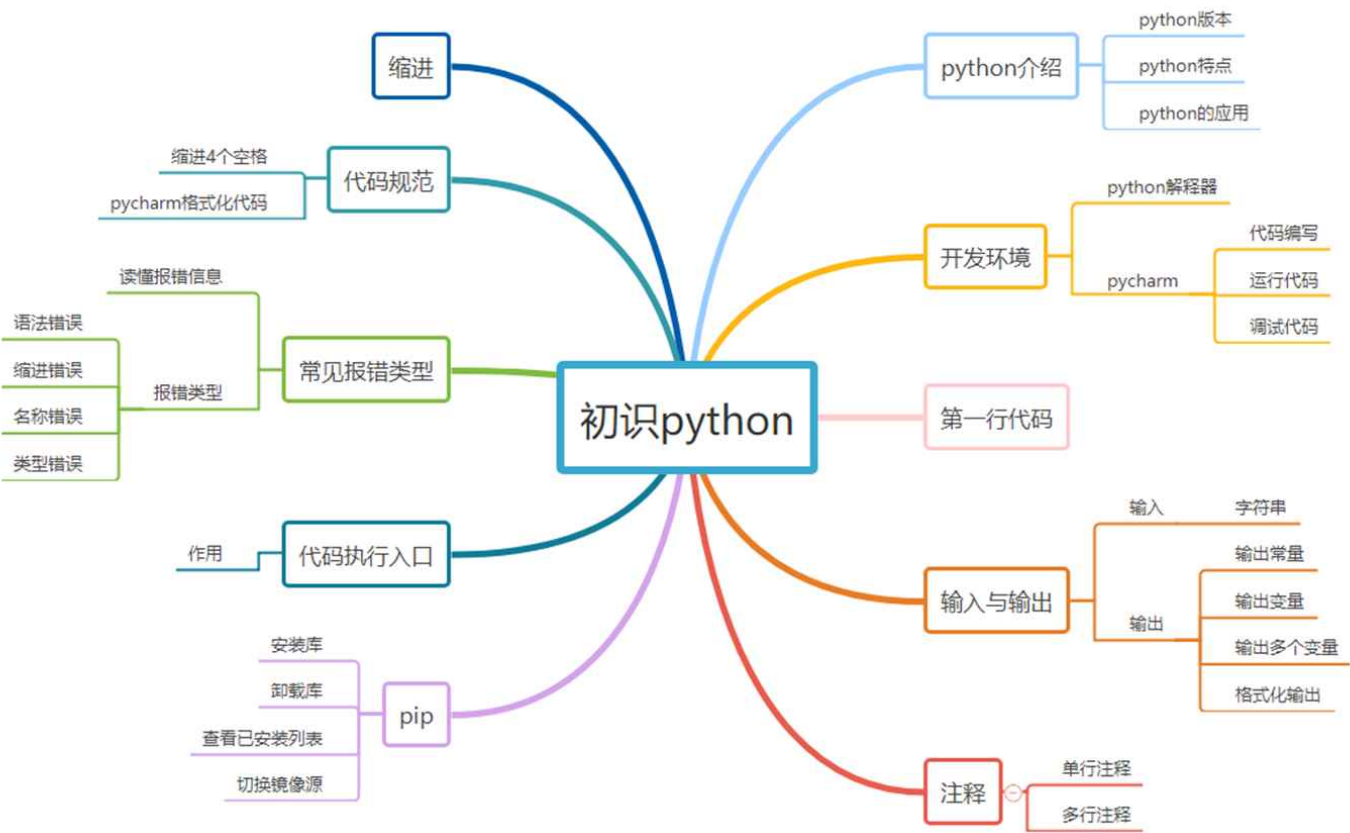 初识python
python介绍
python版本
python特点
python的应用
开发环境
python解释器
pycharm
代码编写
运行代码
调试代码
第一行代码
输入与输出
输入
字符串
输出
输出常量
输出变量
输出多个变量
格式化输出
注释
单行注释
多行注释
缩进
代码规范
缩进4个空格
pycharm格式化代码
常见报错类型
读懂报错信息
报错类型
语法错误
缩进错误
名称错误
类型错误
代码执行入口
作用
pip
安装库
卸载库
查看已安装列表
切换镜像源